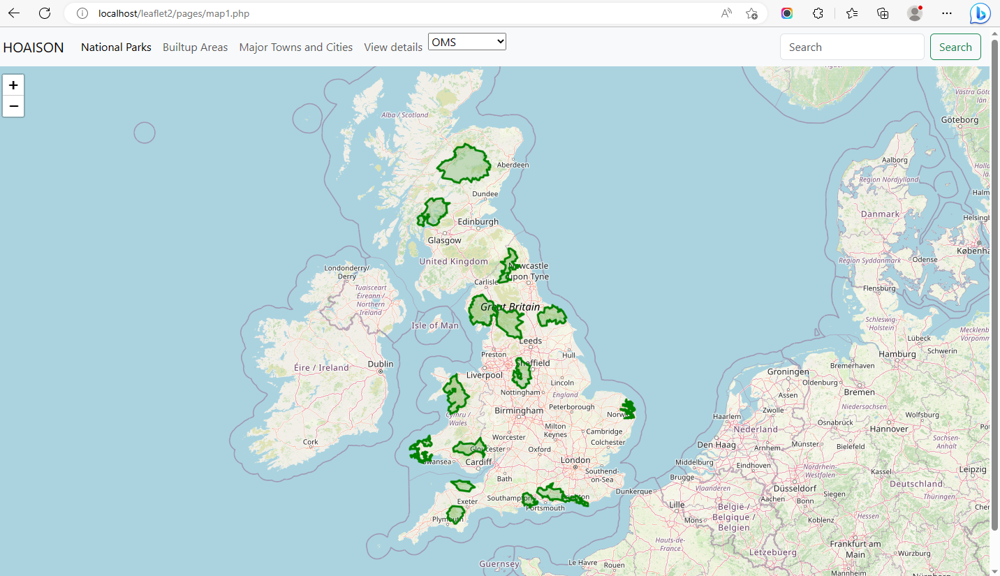 localhost/leaflet2/pages/map1.php
HOAISON
National Parks
Builtup Areas
Major Towns and Cities
View details
OMS
Search
Search
+
−
Alba / Scotland
Aberdeen
Dundee
Edinburgh
Glasgow
United Kingdom
Londonderry/
Derry
Tuaisceart
Éireann /
Northern
Ireland
Carlisle
Newcastle
upon Tyne
Great Britain
Isle of Man
Leeds
Preston
Hull
Éire / Ireland
Dublin
Liverpool
Sheffield
Lincoln
England
Nottingham
Cymru /
Wales
Birmingham
Peterborough
Norwich
Cork
Worcester
Milton
Keynes
Cambridge
Colchester
Gloucester
Oxford
Swansea
Cardiff
London
Southend-
on-Sea
Bath
Exeter
Southampton
Brighton
Portsmouth
Plymouth
Guernsey
Le Havre
Rouen
Dunkerque
Göteborg
Västra Göta
län
Aalborg
Region Nordjylland
Danmark
Region Syddanmark
Odense
Flensburg
Schleswig-
Holstein
Lübeck
Hamburg
Schwerin
Groningen
Bremerhaven
Oldenburg
Bremen
Assen
Niedersachsen
Haarlem
Zwolle
Nederland
Osnabrück
Hannover
Wolfsburg
Den Haag
Arnhem
Münster
Bielefeld
Sachsen-
Anhalt
Middelburg
Eindhoven
Nordrhein-
Westfalen
Kassel
Leipzig
Brugge
Vlaanderen
Düsseldorf
Deutschland
Aachen
Bonn
Siegen
Thüringen
Lille
België /
Belgique /
Belgien
Mons
Koblenz
Hessen
Hauts-de-
France
Lëtzebuerg
Frankfurt am
Main
Würzburg
Mannheim